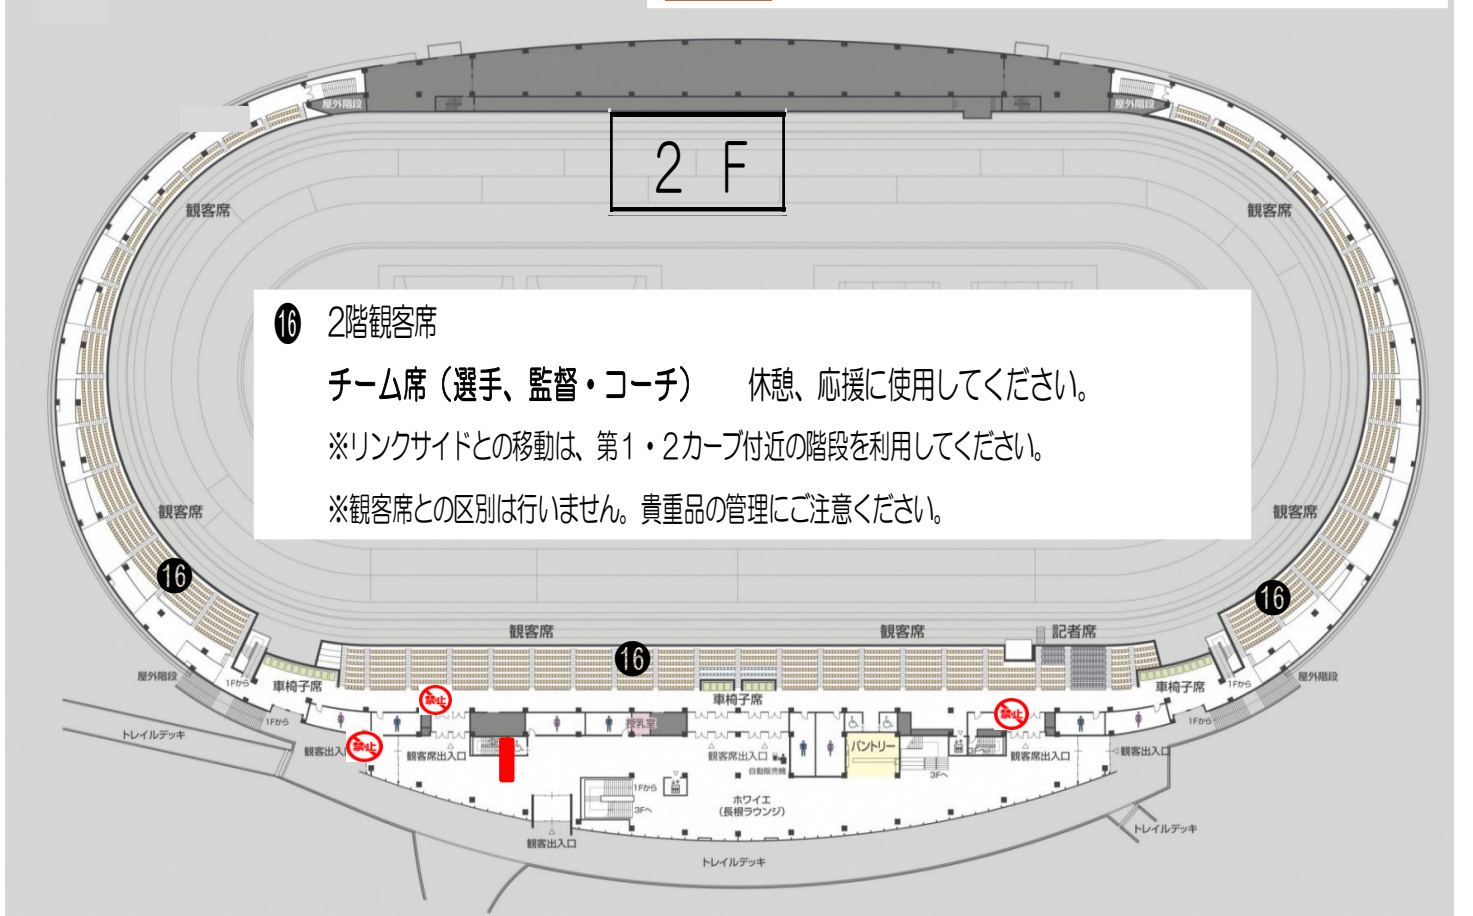 屋外階段
屋外階段
2 F
観客席
観客席
⓰ 2階観客席
チーム席（選手、監督・コーチ） 休憩、応援に使用してください。
※リンクサイドとの移動は、第1・2カーブ付近の階段を利用してください。
※観客席との区別は行いません。貴重品の管理にご注意ください。
観客席
観客席
16
16
観客席
観客席
記者席
16
屋外階段
1Fから
車椅子席
車椅子席
車椅子席
1Fから
屋外階段
禁止
禁止
1Fから
授乳室
1Fから
トレイルデッキ
観客出入口
禁止
観客席出入口
観客席出入口
自動販売機
パントリー
3Fへ
3Fへ
観客席出入口
観客出入口
1Fから
3Fへ
ホワイエ
（長根ラウンジ）
観客出入口
トレイルデッキ
トレイルデッキ